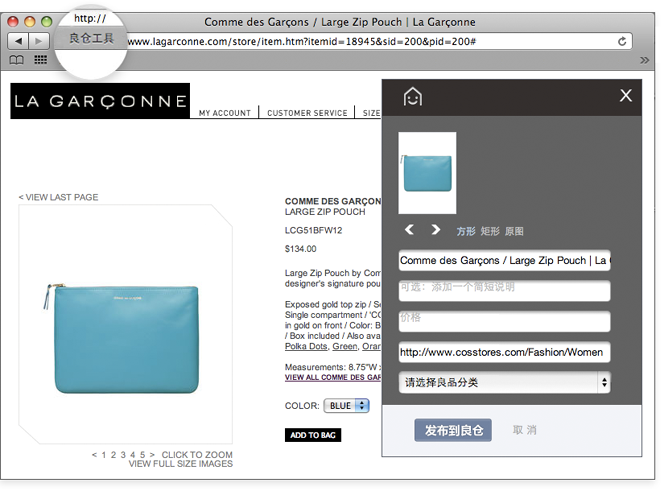 Comme des Garçons / Large Zip Pouch | La Garçonne
http://
良仓工具
www.lagarconne.com/store/item.htm?itemid=18945&sid=200&pid=200#
LA GARÇONNE
MY ACCOUNT
CUSTOMER SERVICE
SIZE
< VIEW LAST PAGE
COMME DES GARÇON
LARGE ZIP POUCH
LCG51BFW12
$134.00
Large Zip Pouch by Com
designer's signature pou
Exposed gold top zip / Se
Single compartment / 'CO
in gold on front / Color: B
/ Box included / Also ava
Polka Dots, Green, Oran
Measurements: 8.75"W x
VIEW ALL COMME DES GAR
COLOR: BLUE
ADD TO BAG
< 1 2 3 4 5 > CLICK TO ZOOM
VIEW FULL SIZE IMAGES
X
方形 矩形 原图
Comme des Garcons / Large Zip Pouch | La G
可选：添加一个简短说明
价格
http://www.cosstores.com/Fashion/Women
请选择良品分类
发布到良仓
取 消